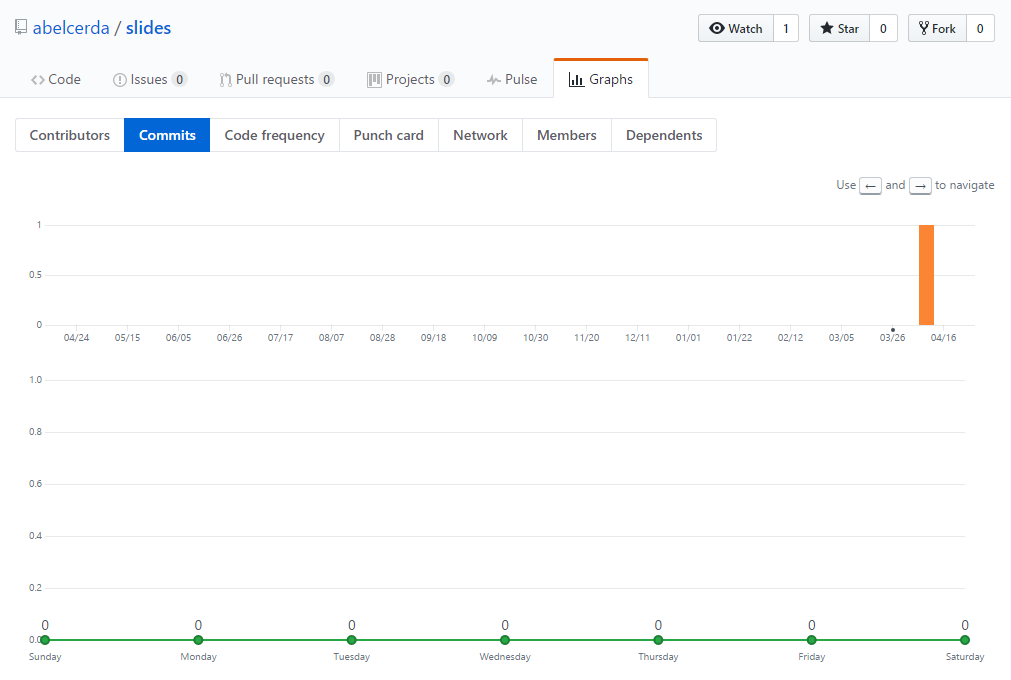 abelcerda / slides
Watch 1 Star 0 Fork 0
Code Issues 0 Pull requests 0 Projects 0 Pulse Graphs
Contributors Commits Code frequency Punch card Network Members Dependents
Use ← and → to navigate
1
0.5
0
04/24 05/15 06/05 06/26 07/17 08/07 08/28 09/18 10/09 10/30 11/20 12/11 01/01 01/22 02/12 03/05 03/26 04/16
1.0
0.8
0.6
0.4
0.2
0 0 0 0 0 0 0
0.0
Sunday Monday Tuesday Wednesday Thursday Friday Saturday